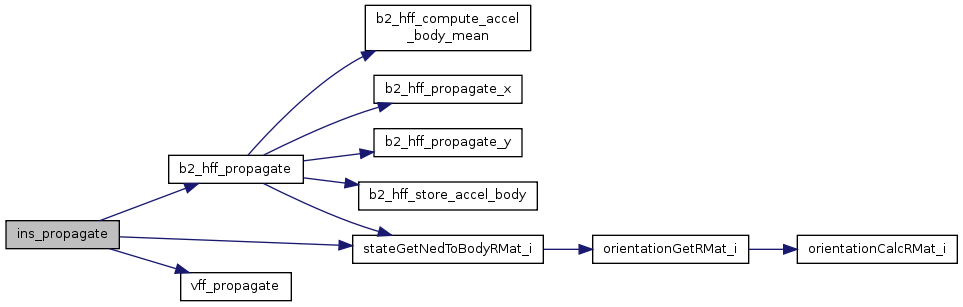 b2_hff_compute_accel
_body_mean
b2_hff_propagate_x
b2_hff_propagate_y
b2_hff_propagate
b2_hff_store_accel_body
ins_propagate
stateGetNedToBodyRMat_i
orientationGetRMat_i
orientationCalcRMat_i
vff_propagate